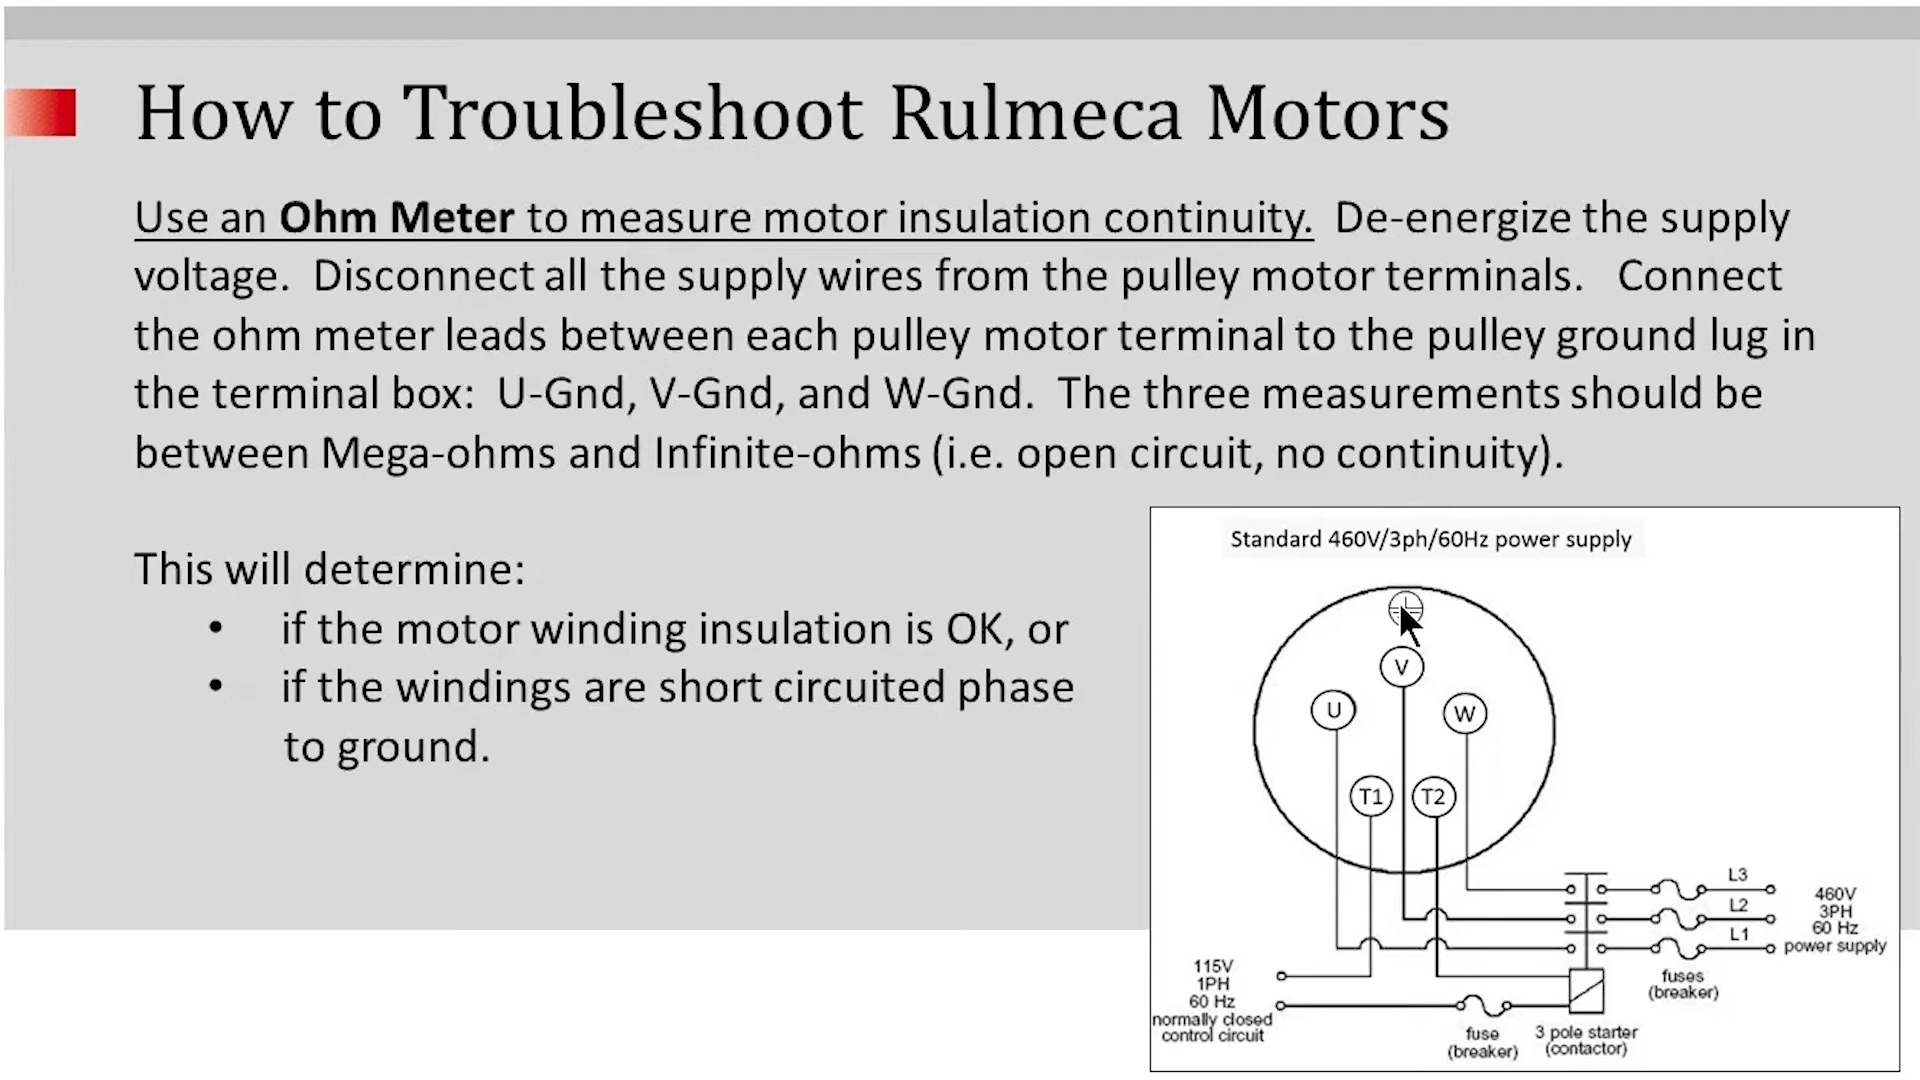 How to Troubleshoot Rulmeca Motors
Use an Ohm Meter to measure motor insulation continuity.  De-energize the supply
voltage.  Disconnect all the supply wires from the pulley motor terminals.   Connect
the ohm meter leads between each pulley motor terminal to the pulley ground lug in
the terminal box:  U-Gnd, V-Gnd, and W-Gnd.  The three measurements should be
between Mega-ohms and Infinite-ohms (i.e. open circuit, no continuity).
This will determine:
• if the motor winding insulation is OK, or
• if the windings are short circuited phase
to ground.
Standard 460V/3ph/60Hz power supply
V
U
W
T1
T2
L3
L2
L1
460V
3PH
60 Hz
power supply
fuses
(breaker)
115V
1PH
60 Hz
normally closed
control circuit
fuse
(breaker)
3 pole starter
(contactor)